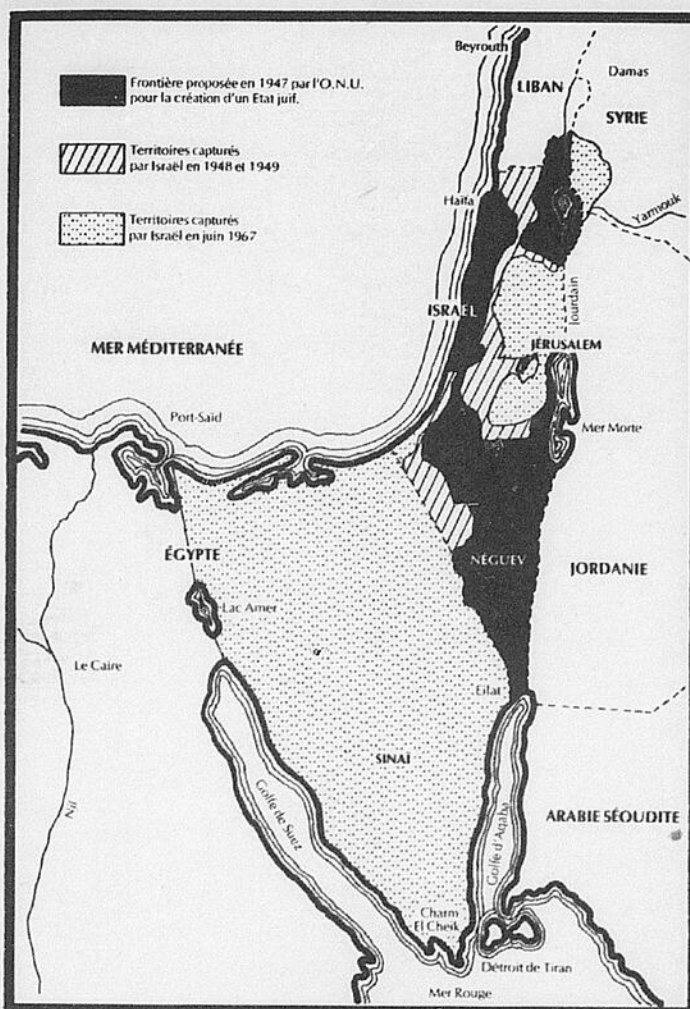 Beyrouth
Frontière proposée en 1947 par l'O.N.U.
pour la création d'un Etat juif.
LIBAN
Damas
SYRIE
Territoires capturés
par Israël en 1948 et 1949
Haïfa
Yarmouk
Territoires capturés
par Israël en juin 1967
Jourdain
ISRAËL
JÉRUSALEM
MER MÉDITERRANÉE
Port-Saïd
Mer Morte
ÉGYPTE
NÉGUEV
JORDANIE
Lac Amer
Le Caire
Eilat
SINAÏ
Nil
Golfe de Suez
Golfe d'Aqaba
ARABIE SÉOUDITE
Charm
El Cheik
Détroit de Tiran
Mer Rouge